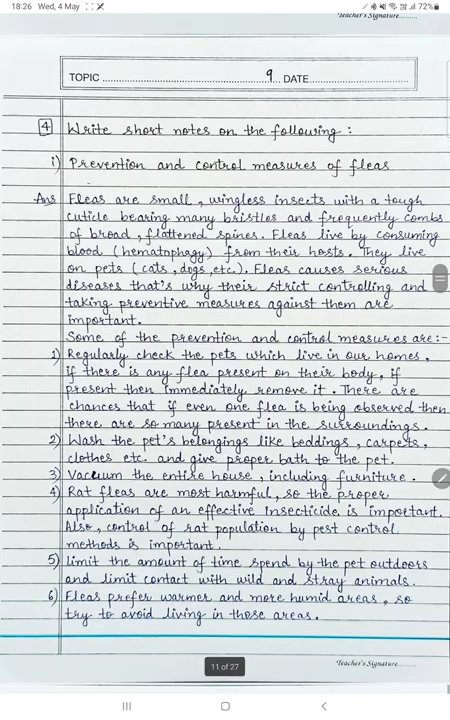 18:26 Wed, 4 May 72%
Teacher's Signature.........
TOPIC ............................................................ 9 DATE....................................
4 Write short notes on the following :
i) Prevention and control measures of fleas
Ans Fleas are small, wingless insects with a tough
cuticle bearing many bristles and frequently combs
of broad, flattened spines. Fleas live by consuming
blood (hematophagy) from their hosts. They live
on pets (cats, dogs, etc.). Fleas causes serious
diseases that's why their strict controlling and
taking preventive measures against them are
important.
Some of the prevention and control measures are:-
1) Regularly check the pets which live in our homes,
if there is any flea present on their body, if
present then immediately remove it. There are
chances that if even one flea is being observed then
there are so many present in the surroundings.
2) Wash the pet's belongings like beddings, carpets,
clothes etc. and give proper bath to the pet.
3) Vacuum the entire house, including furniture.
4) Rat fleas are most harmful, so the proper
application of an effective Insecticide is important.
Also, control of rat population by pest control
methods is important.
5) Limit the amount of time spend by the pet outdoors
and limit contact with wild and stray animals.
6) Fleas prefer warmer and more humid areas, so
try to avoid living in those areas.
11 of 27
Teacher's Signature.........